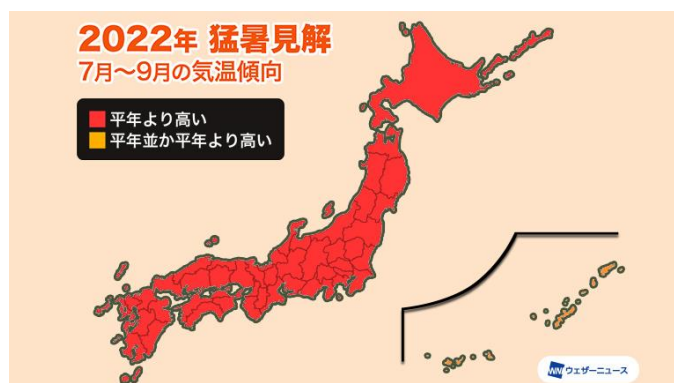 2022年 猛暑見解
7月～9月の気温傾向
平年より高い
平年並か平年より高い
WN ウェザーニュース